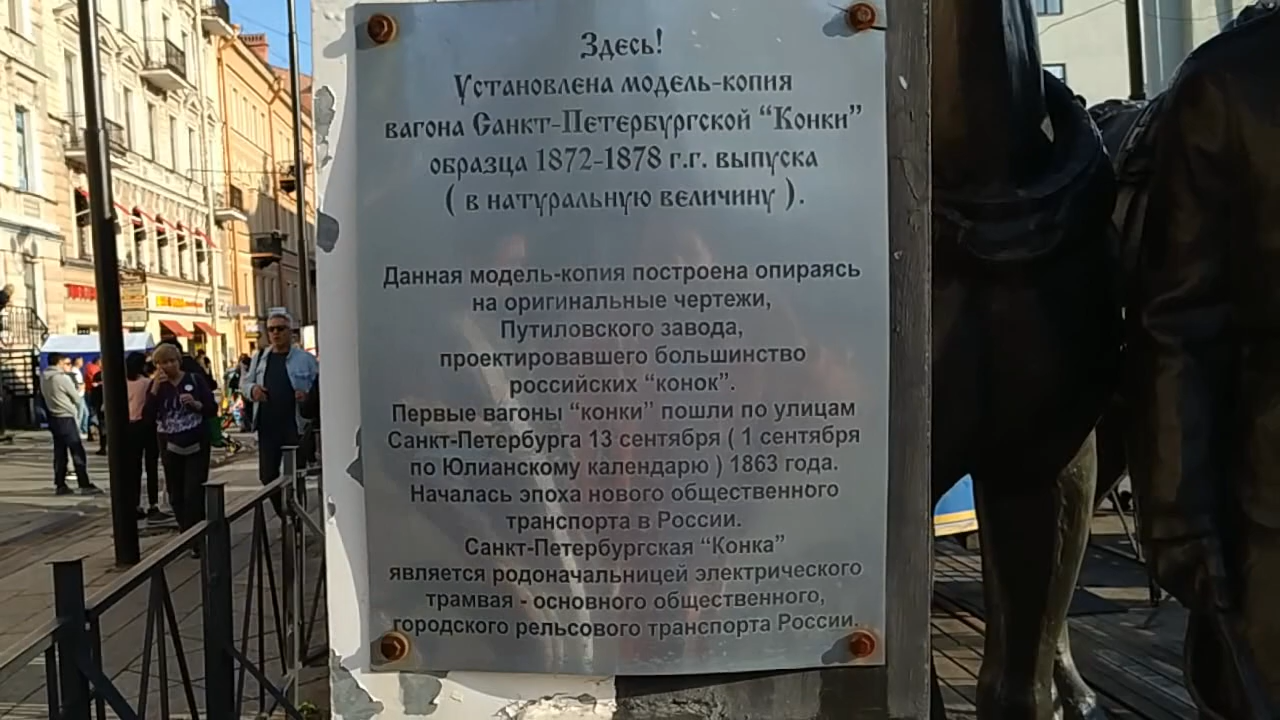 Здесь!
Установлена модель-копия
вагона Санкт-Петербургской “Конки”
образца 1872-1878 г.г. выпуска
( в натуральную величину ).
Данная модель-копия построена опираясь
на оригинальные чертежи,
Путиловского завода,
проектировавшего большинство
российских “конок”.
Первые вагоны “конки” пошли по улицам
Санкт-Петербурга 13 сентября ( 1 сентября
по Юлианскому календарю ) 1863 года.
Началась эпоха нового общественного
транспорта в России.
Санкт-Петербургская “Конка”
является родоначальницей электрического
трамвая - основного общественного,
городского рельсового транспорта России.